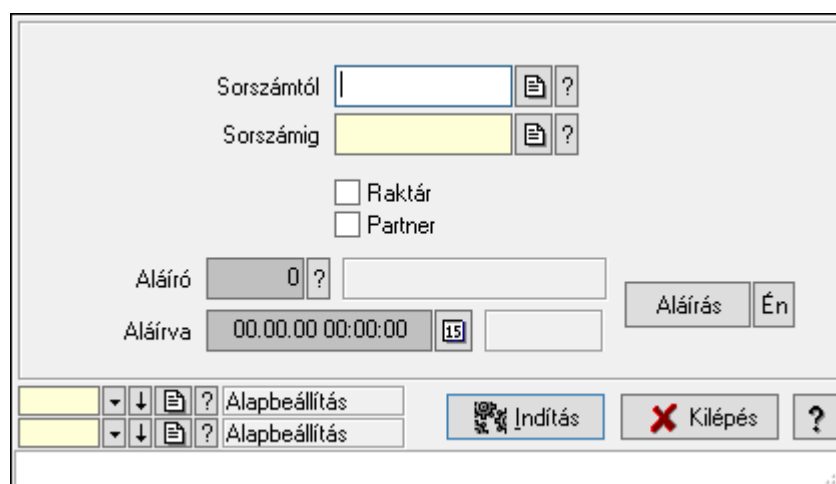 Sorszámtól ?
Sorszámig ?
Raktár
Partner
Aláíró 0 ?
Aláírás Én
Aláírva 00.00.00 00:00:00 15
? Alapbeállítás
? Alapbeállítás
Indítás Kilépés ?